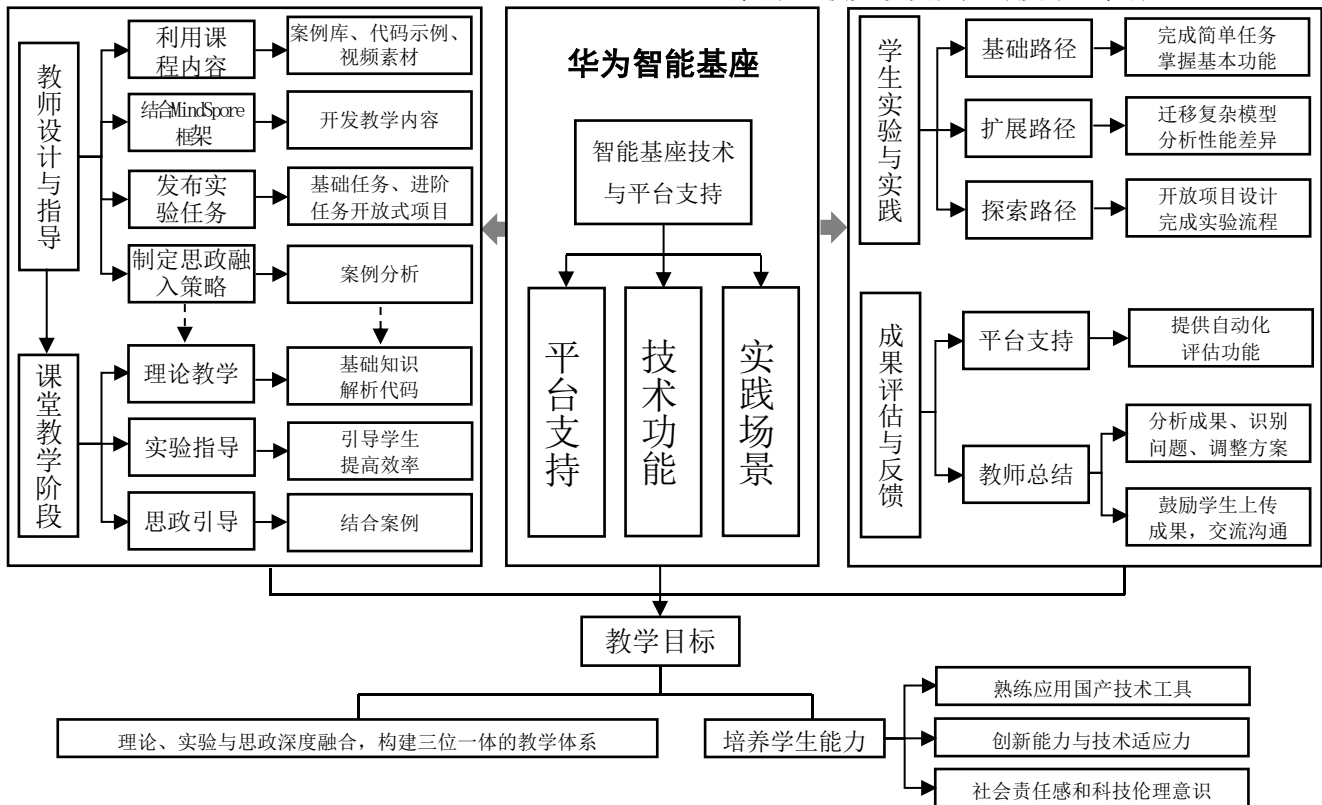 教师设计与指导
利用课
程内容
案例库、代码示例、
视频素材
结合MindSpore
框架
开发教学内容
发布实
验任务
基础任务、进阶
任务开放式项目
制定思政融
入策略
案例分析
课堂教学阶段
理论教学
基础知识
解析代码
实验指导
引导学生
提高效率
思政引导
结合案例
华为智能基座
智能基座技术
与平台支持
平台支持
技术功能
实践场景
学生实验与实践
基础路径
完成简单任务
掌握基本功能
扩展路径
迁移复杂模型
分析性能差异
探索路径
开放项目设计
完成实验流程
成果评估与反馈
平台支持
提供自动化
评估功能
教师总结
分析成果、识别
问题、调整方案
鼓励学生上传
成果，交流沟通
教学目标
理论、实验与思政深度融合，构建三位一体的教学体系
培养学生能力
熟练应用国产技术工具
创新能力与技术适应力
社会责任感和科技伦理意识